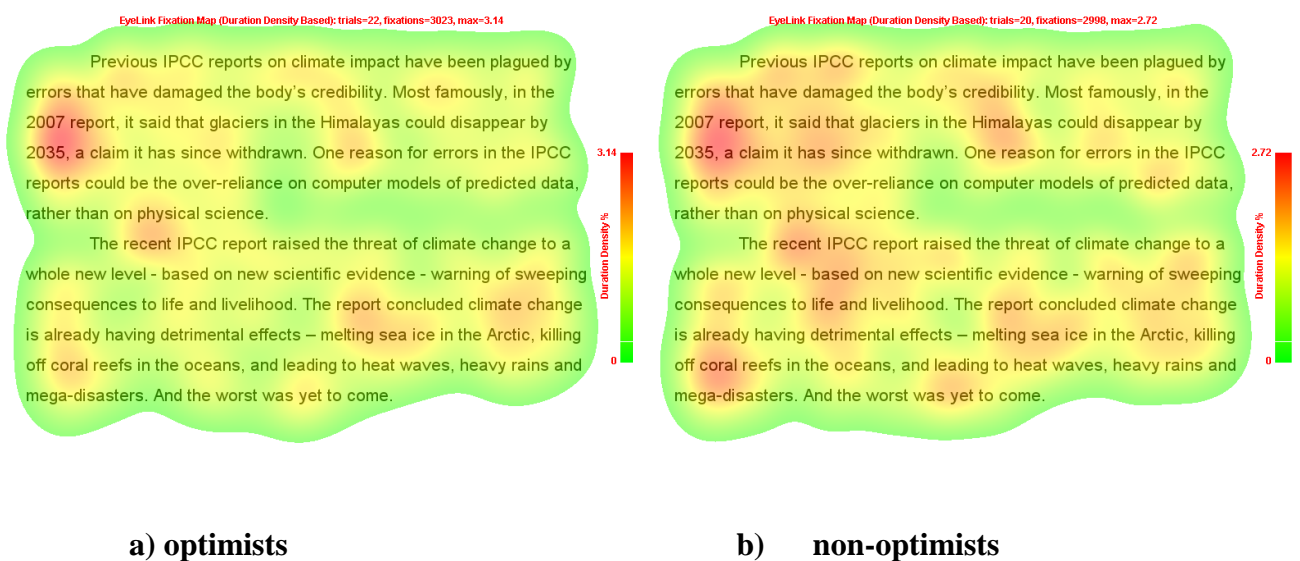 EyeLink Fixation Map (Duration Density Based): trials=22, fixations=3023, max=3.14
Previous IPCC reports on climate impact have been plagued by
errors that have damaged the body's credibility. Most famously, in the
2007 report, it said that glaciers in the Himalayas could disappear by
2035, a claim it has since withdrawn. One reason for errors in the IPCC
reports could be the over-reliance on computer models of predicted data,
rather than on physical science.
The recent IPCC report raised the threat of climate change to a
whole new level - based on new scientific evidence - warning of sweeping
consequences to life and livelihood. The report concluded climate change
is already having detrimental effects – melting sea ice in the Arctic, killing
off coral reefs in the oceans, and leading to heat waves, heavy rains and
mega-disasters. And the worst was yet to come.
3.14
Duration Density %
0
a) optimists
EyeLink Fixation Map (Duration Density Based): trials=20, fixations=2998, max=2.72
Previous IPCC reports on climate impact have been plagued by
errors that have damaged the body's credibility. Most famously, in the
2007 report, it said that glaciers in the Himalayas could disappear by
2035, a claim it has since withdrawn. One reason for errors in the IPCC
reports could be the over-reliance on computer models of predicted data,
rather than on physical science.
The recent IPCC report raised the threat of climate change to a
whole new level - based on new scientific evidence - warning of sweeping
consequences to life and livelihood. The report concluded climate change
is already having detrimental effects – melting sea ice in the Arctic, killing
off coral reefs in the oceans, and leading to heat waves, heavy rains and
mega-disasters. And the worst was yet to come.
2.72
Duration Density %
0
b) non-optimists